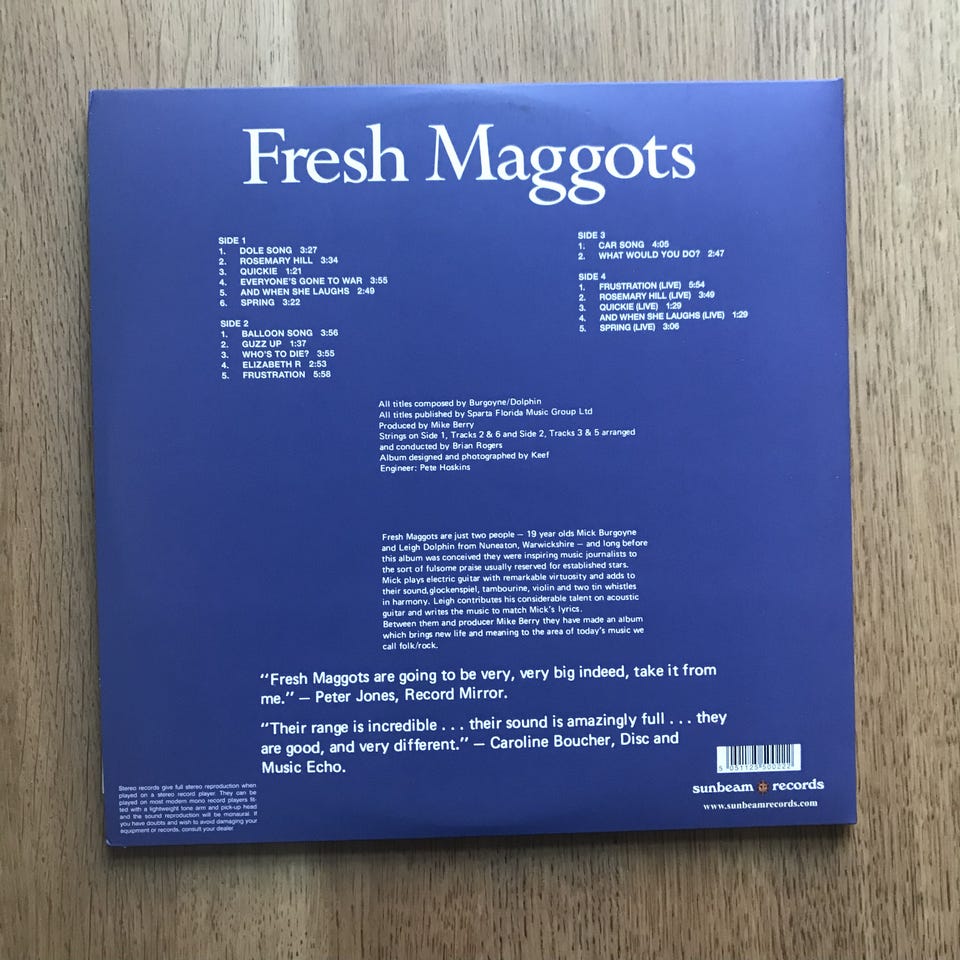 Fresh Maggots
SIDE 1
1. DOLE SONG 3:27
2. ROSEMARY HILL 3:34
3. QUICKIE 1:21
4. EVERYONE'S GONE TO WAR 3:55
5. AND WHEN SHE LAUGHS 2:49
6. SPRING 3:22
SIDE 2
1. BALLOON SONG 3:56
2. GUZZ UP 1:37
3. WHO'S TO DIE? 3:55
4. ELIZABETH R 2:53
5. FRUSTRATION 5:58
SIDE 3
1. CAR SONG 4:05
2. WHAT WOULD YOU DO? 2:47
SIDE 4
1. FRUSTRATION (LIVE) 5:54
2. ROSEMARY HILL (LIVE) 3:49
3. QUICKIE (LIVE) 1:29
4. AND WHEN SHE LAUGHS (LIVE) 1:29
5. SPRING (LIVE) 3:06
All titles composed by Burgoyne/Dolphin
All titles published by Sparta Florida Music Group Ltd
Produced by Mike Berry
Strings on Side 1, Tracks 2 & 6 and Side 2, Tracks 3 & 5 arranged
and conducted by Brian Rogers
Album designed and photographed by Keef
Engineer: Pete Hoskins
Fresh Maggots are just two people — 19 year olds Mick Burgoyne
and Leigh Dolphin from Nuneaton, Warwickshire — and long before
this album was conceived they were inspiring music journalists to
the sort of fulsome praise usually reserved for established stars.
Mick plays electric guitar with remarkable virtuosity and adds to
their sound,glockenspiel, tambourine, violin and two tin whistles
in harmony. Leigh contributes his considerable talent on acoustic
guitar and writes the music to match Mick's lyrics.
Between them and producer Mike Berry they have made an album
which brings new life and meaning to the area of today's music we
call folk/rock.
"Fresh Maggots are going to be very, very big indeed, take it from
me." — Peter Jones, Record Mirror.
"Their range is incredible . . . their sound is amazingly full . . . they
are good, and very different." — Caroline Boucher, Disc and
Music Echo.
Stereo records give full stereo reproduction when
played on a stereo record player. They can be
played on most modern mono record players fit-
ted with a lightweight tone arm and pick-up head
and the sound reproduction will be monaural. If
you have doubts and wish to avoid damaging your
equipment or records, consult your dealer
5 051125 500222
sunbeam records
www.sunbeamrecords.com